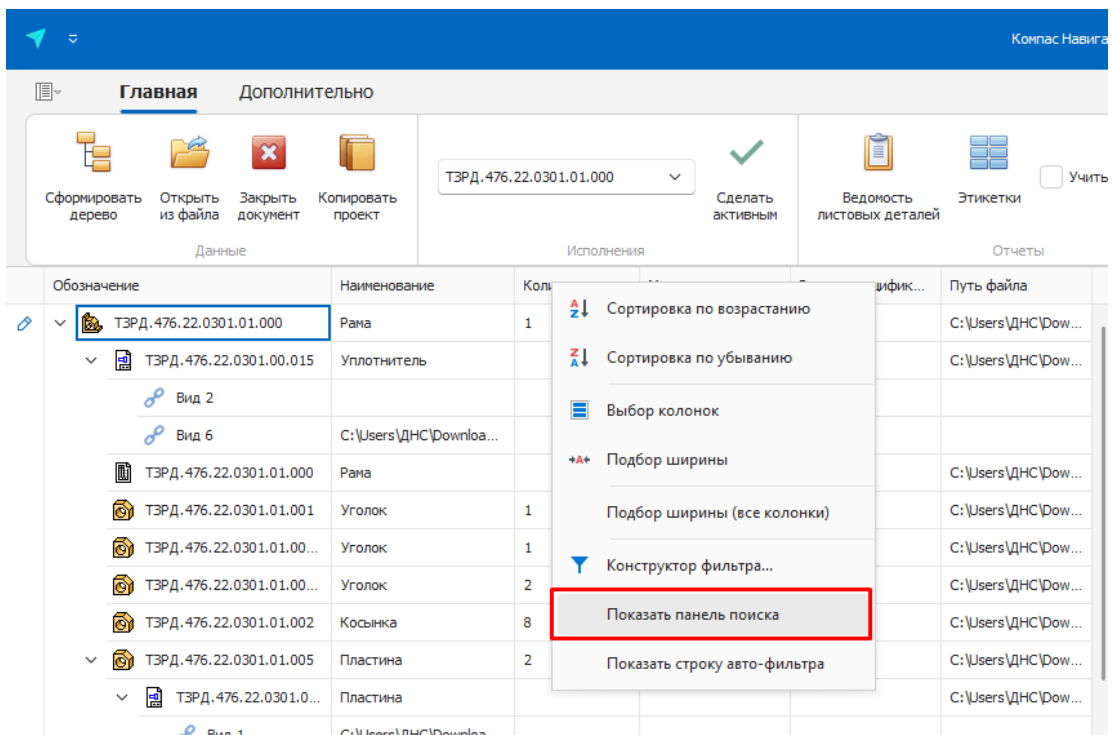 Компас Навига
Главная Дополнительно
Сформировать дерево
Открыть из файла
Закрыть документ
Копировать проект
ТЗРД.476.22.0301.01.000
Сделать активным
Ведомость листовых деталей
Этикетки
Учить
Данные Исполнения Отчеты
Обозначение Наименование Коли ифик... Путь файла
ТЗРД.476.22.0301.01.000 Рама 1 C:\Users\ДНС\Dow...
ТЗРД.476.22.0301.00.015 Уплотнитель C:\Users\ДНС\Dow...
Вид 2
Вид 6 C:\Users\ДНС\Downloa...
ТЗРД.476.22.0301.01.000 Рама C:\Users\ДНС\Dow...
ТЗРД.476.22.0301.01.001 Уголок 1 C:\Users\ДНС\Dow...
ТЗРД.476.22.0301.01.00... Уголок 1 C:\Users\ДНС\Dow...
ТЗРД.476.22.0301.01.00... Уголок 2 C:\Users\ДНС\Dow...
ТЗРД.476.22.0301.01.002 Косынка 8 C:\Users\ДНС\Dow...
ТЗРД.476.22.0301.01.005 Пластина 2 C:\Users\ДНС\Dow...
ТЗРД.476.22.0301.0... Пластина C:\Users\ДНС\Dow...
Вид 1 C:\Users\ДНС\Downloa...
Сортировка по возрастанию
Сортировка по убыванию
Выбор колонок
Подбор ширины
Подбор ширины (все колонки)
Конструктор фильтра...
Показать панель поиска
Показать строку авто-фильтра